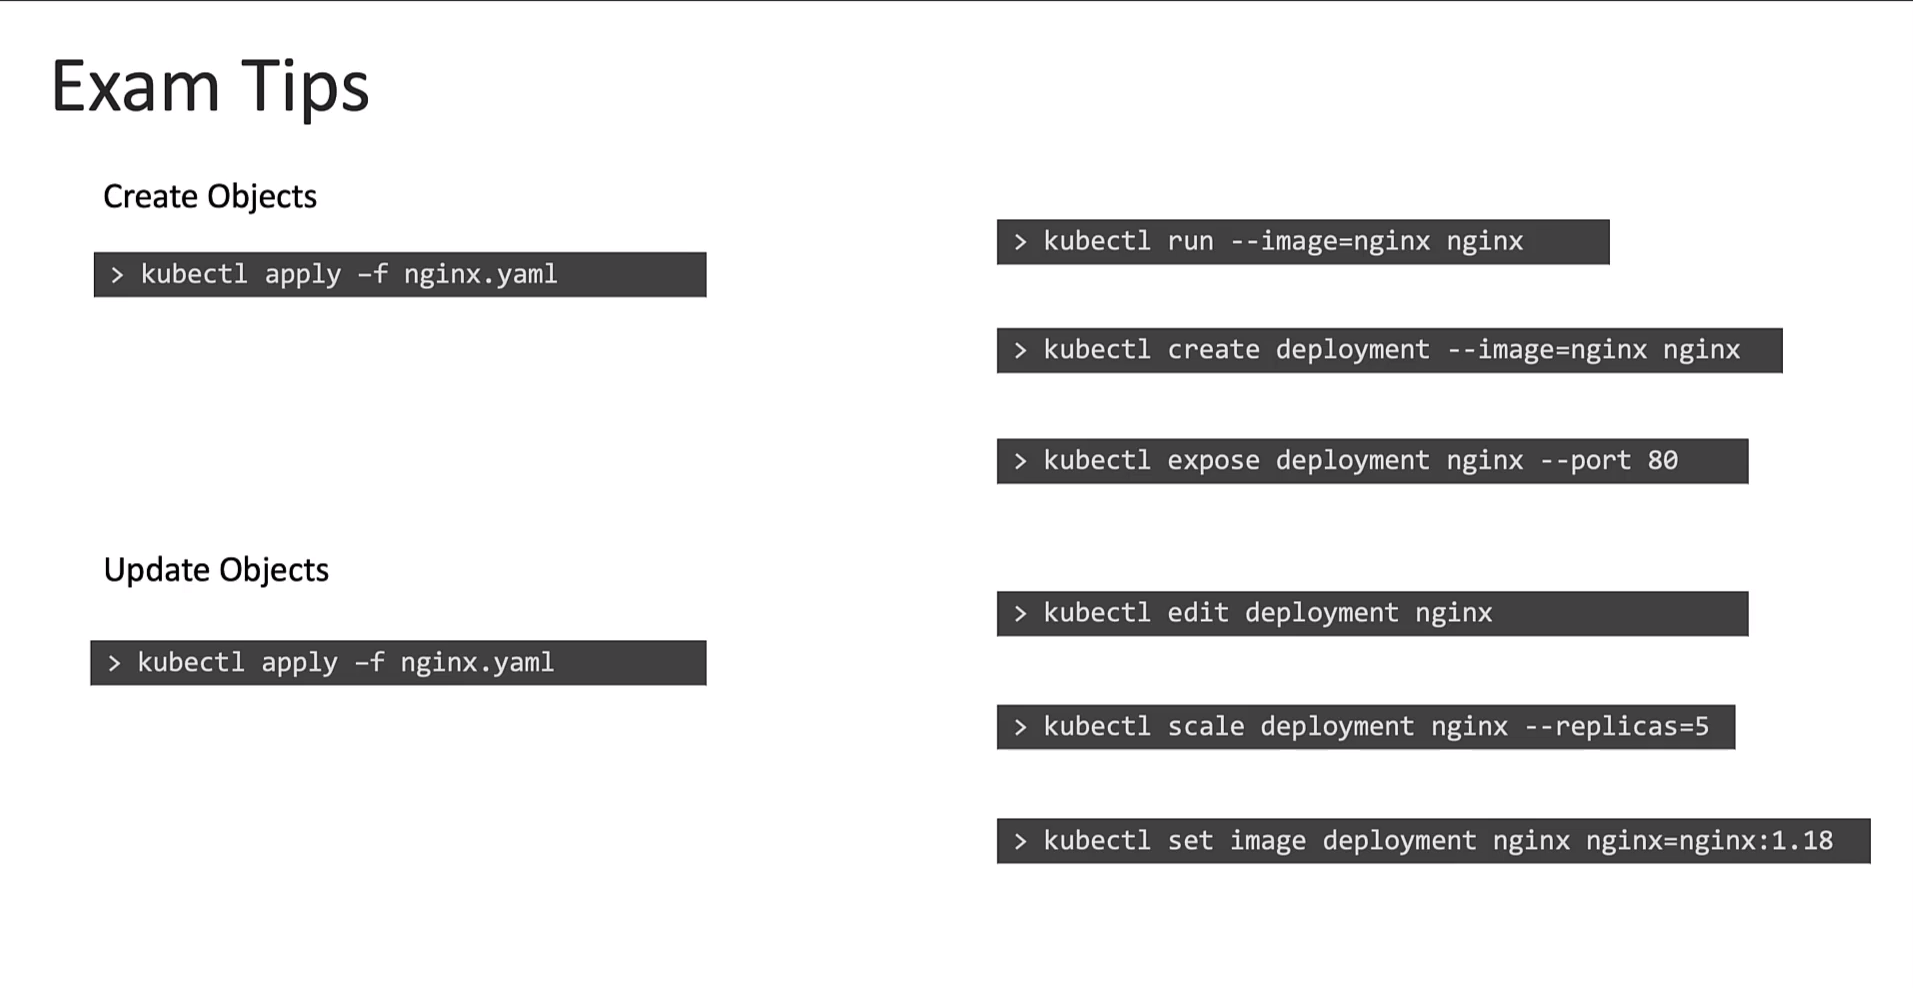 Exam Tips
Create Objects
> kubectl apply –f nginx.yaml
> kubectl run --image=nginx nginx
> kubectl create deployment --image=nginx nginx
> kubectl expose deployment nginx --port 80
Update Objects
> kubectl apply –f nginx.yaml
> kubectl edit deployment nginx
> kubectl scale deployment nginx --replicas=5
> kubectl set image deployment nginx nginx=nginx:1.18